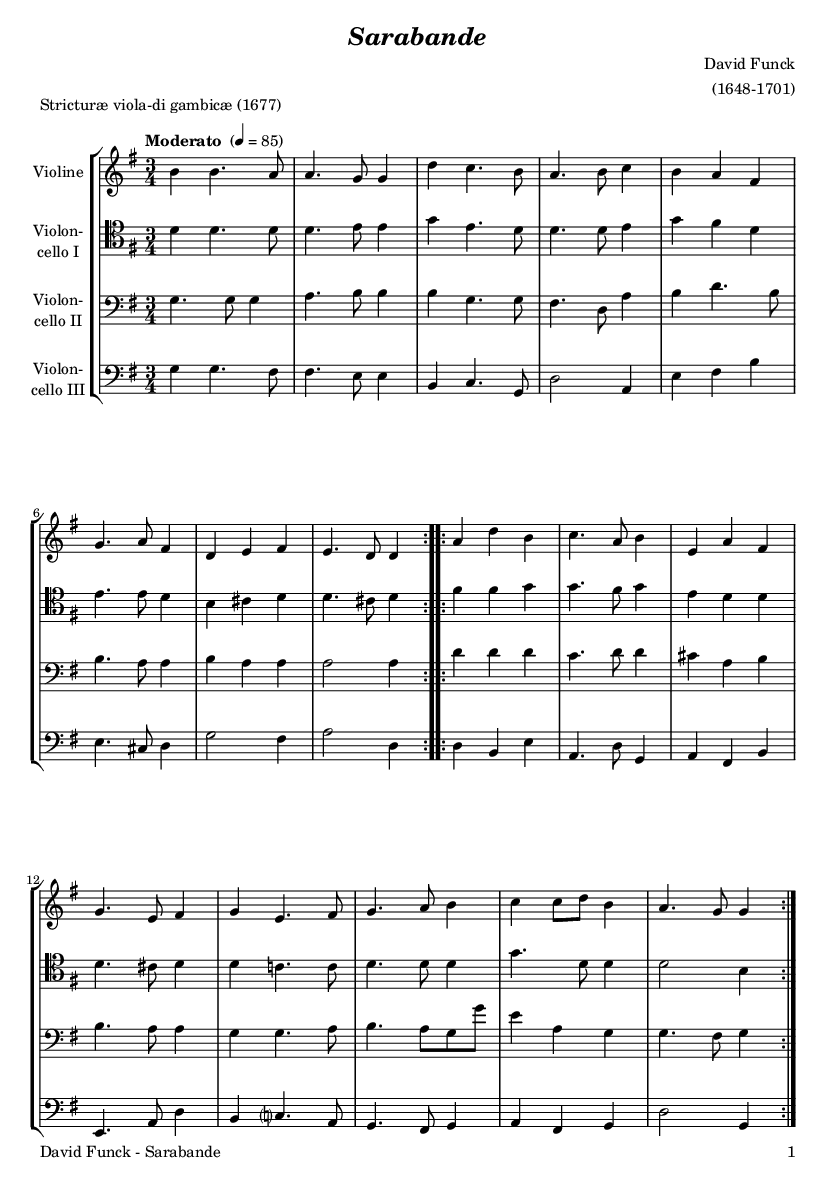 Sarabande
David Funck
(1648-1701)
Stricturæ viola-di gambicæ (1677)
Moderato (♩ = 85)
Violine
Violon-
cello I
Violon-
cello II
Violon-
cello III
6
12
David Funck - Sarabande
1